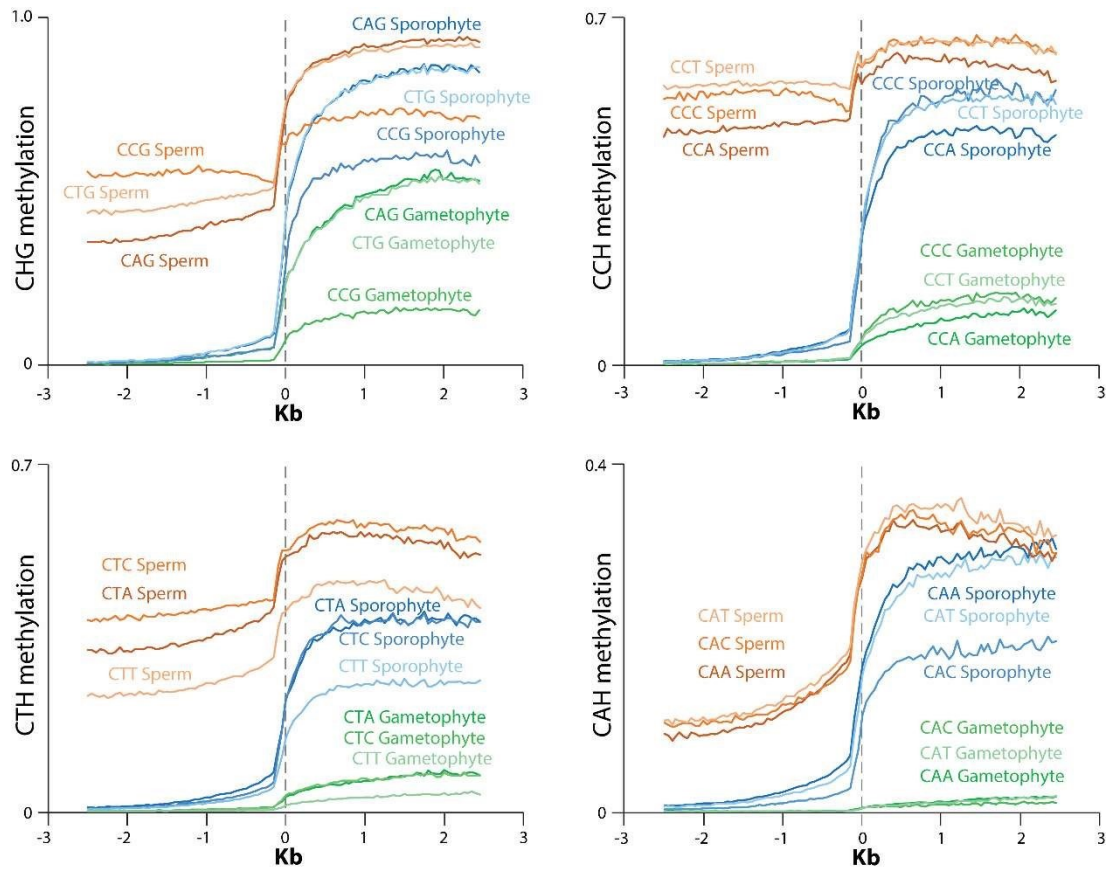 1.0
CHG methylation
CAG Sporophyte
CTG Sporophyte
CCG Sperm
CCG Sporophyte
CTG Sperm
CAG Gametophyte
CAG Sperm
CTG Gametophyte
CCG Gametophyte
0
-3 -2 -1 0 1 2 3
Kb
0.7
CCH methylation
CCT Sperm
CCC Sporophyte
CCC Sperm
CCT Sporophyte
CCA Sperm
CCA Sporophyte
CCC Gametophyte
CCT Gametophyte
CCA Gametophyte
0
-3 -2 -1 0 1 2 3
Kb
0.7
CTH methylation
CTC Sperm
CTA Sperm
CTA Sporophyte
CTC Sporophyte
CTT Sperm
CTT Sporophyte
CTA Gametophyte
CTC Gametophyte
CTT Gametophyte
0
-3 -2 -1 0 1 2 3
Kb
0.4
CAH methylation
CAA Sporophyte
CAT Sperm
CAT Sporophyte
CAC Sperm
CAA Sperm
CAC Sporophyte
CAC Gametophyte
CAT Gametophyte
CAA Gametophyte
0
-3 -2 -1 0 1 2 3
Kb